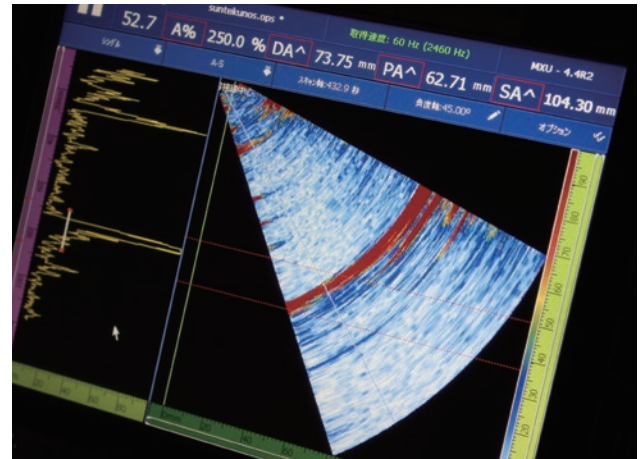 suntekunos.ops *
取得速度: 60 Hz (2460 Hz)
MXU - 4.4R2
52.7 A% 250.0 % DA^ 73.75 mm PA^ 62.71 mm SA^ 104.30 mm
シングル
A-S
スキャン軸:432.9 秒
角度軸:45.00º
オプション